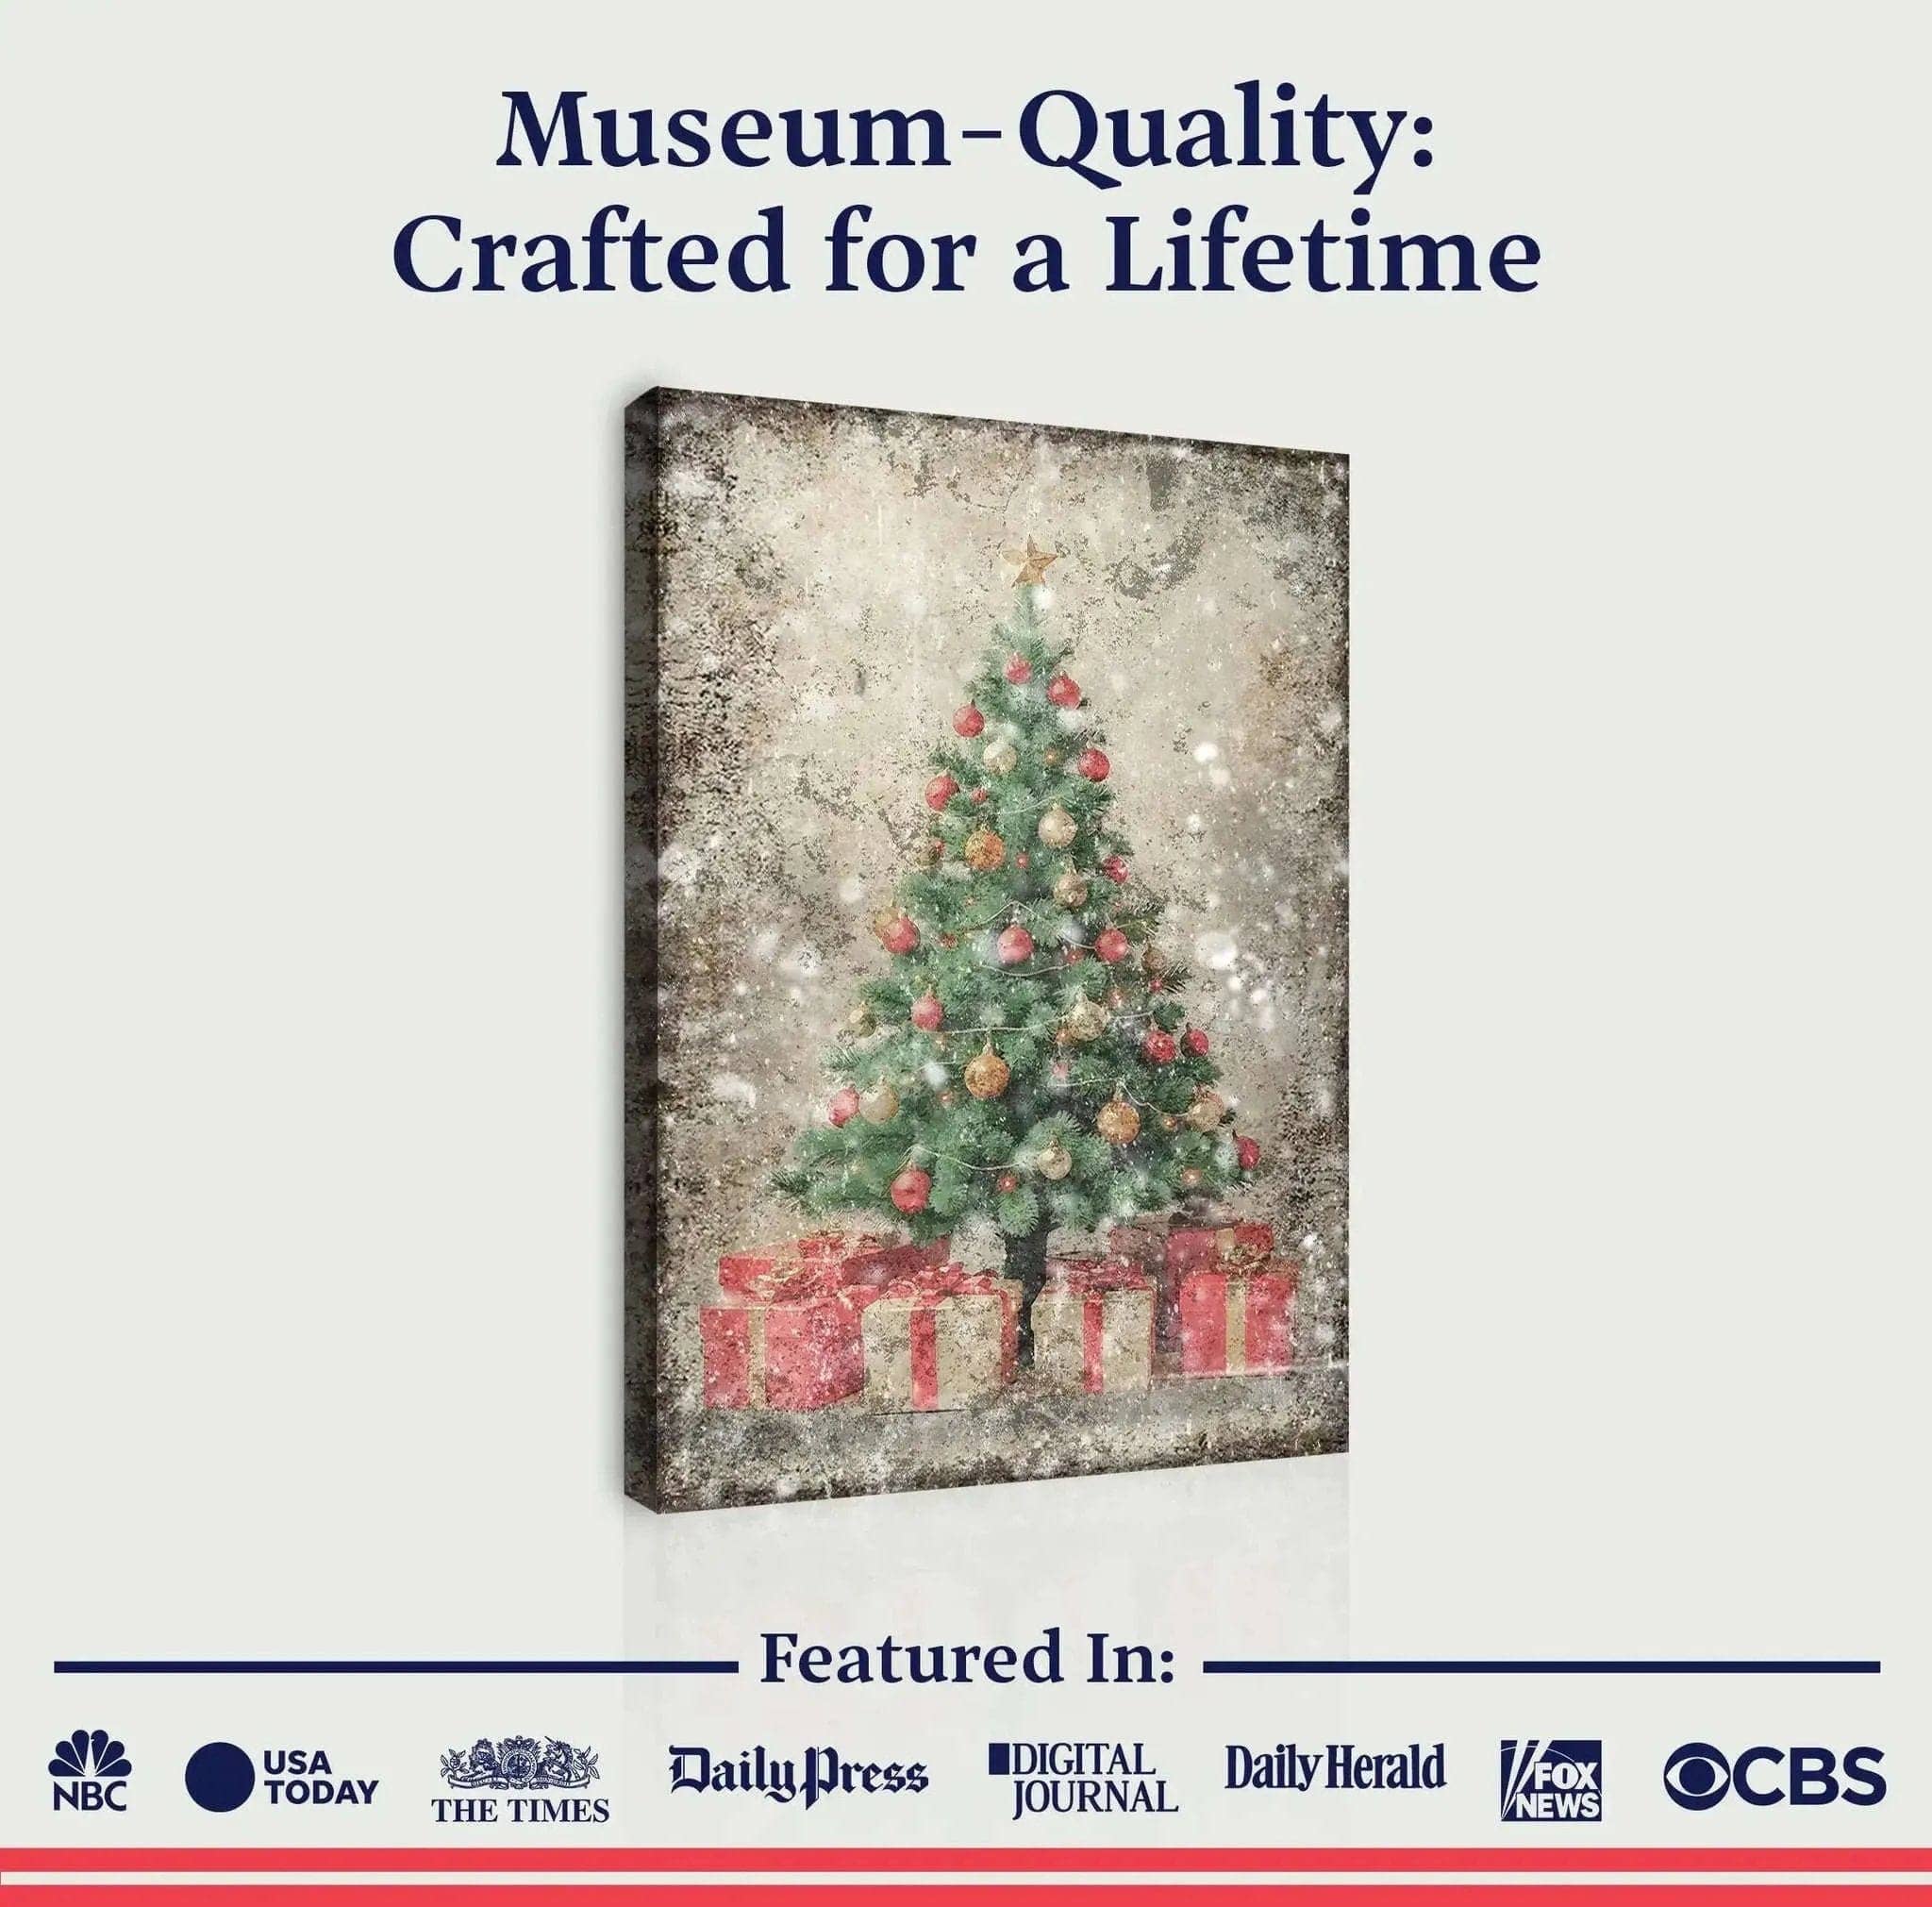 Museum-Quality:
Crafted for a Lifetime
Featured In:
NBC
USA
TODAY
THE TIMES
Daily Press
DIGITAL
JOURNAL
Daily Herald
FOX
NEWS
CBS